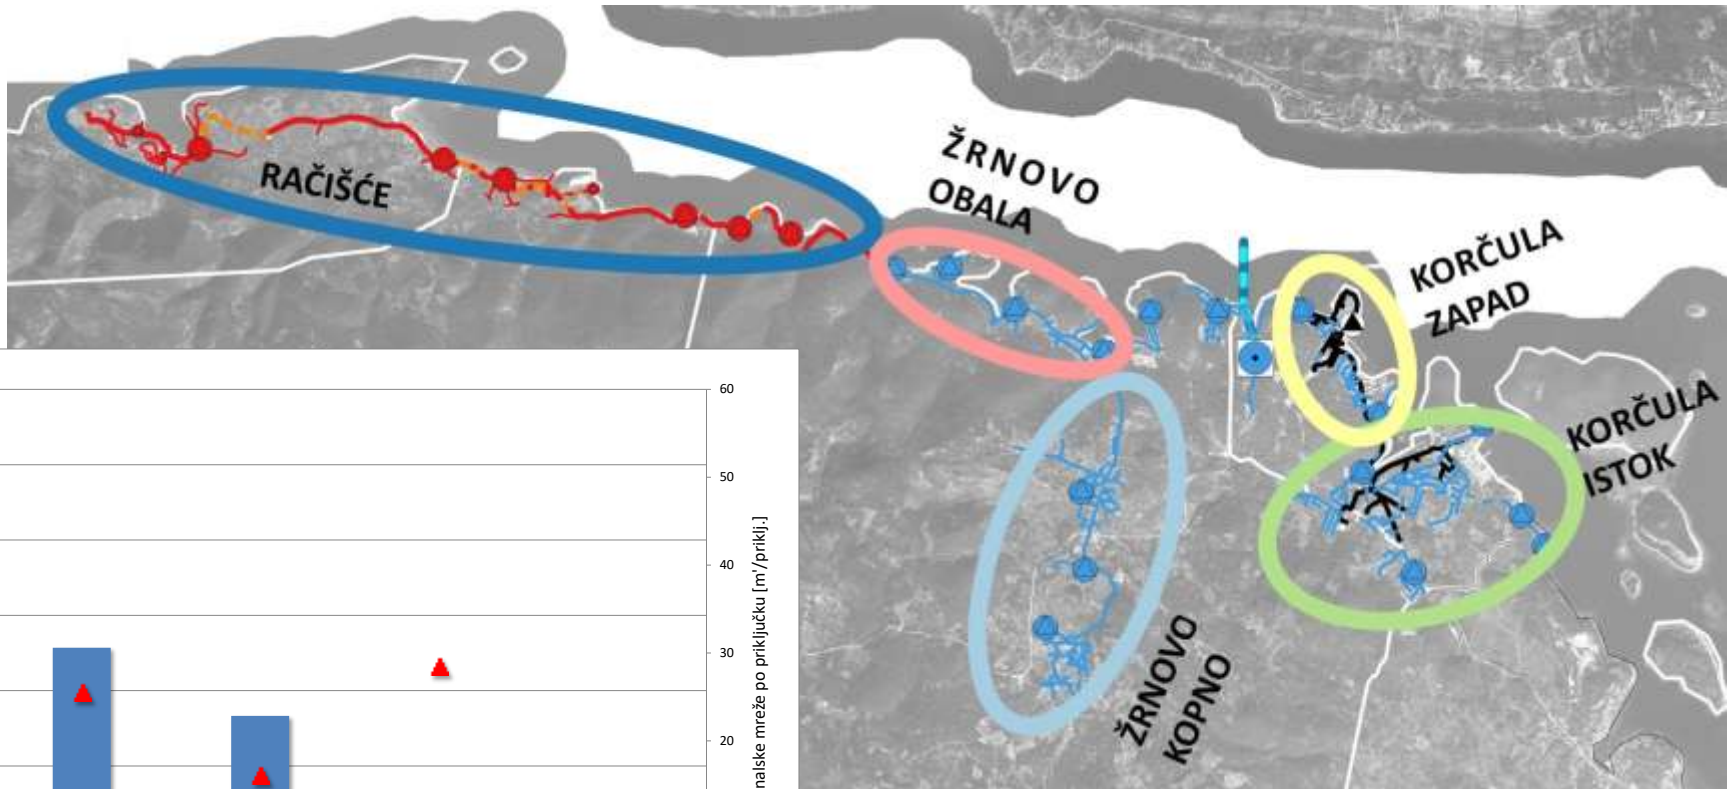 RAČIŠĆE
ŽRNOVO
OBALA
KORČULA
ZAPAD
KORČULA
ISTOK
ŽRNOVO
KOPNO
60
50
40
30
20
nalske mreže po priključku [m'/priklj.]